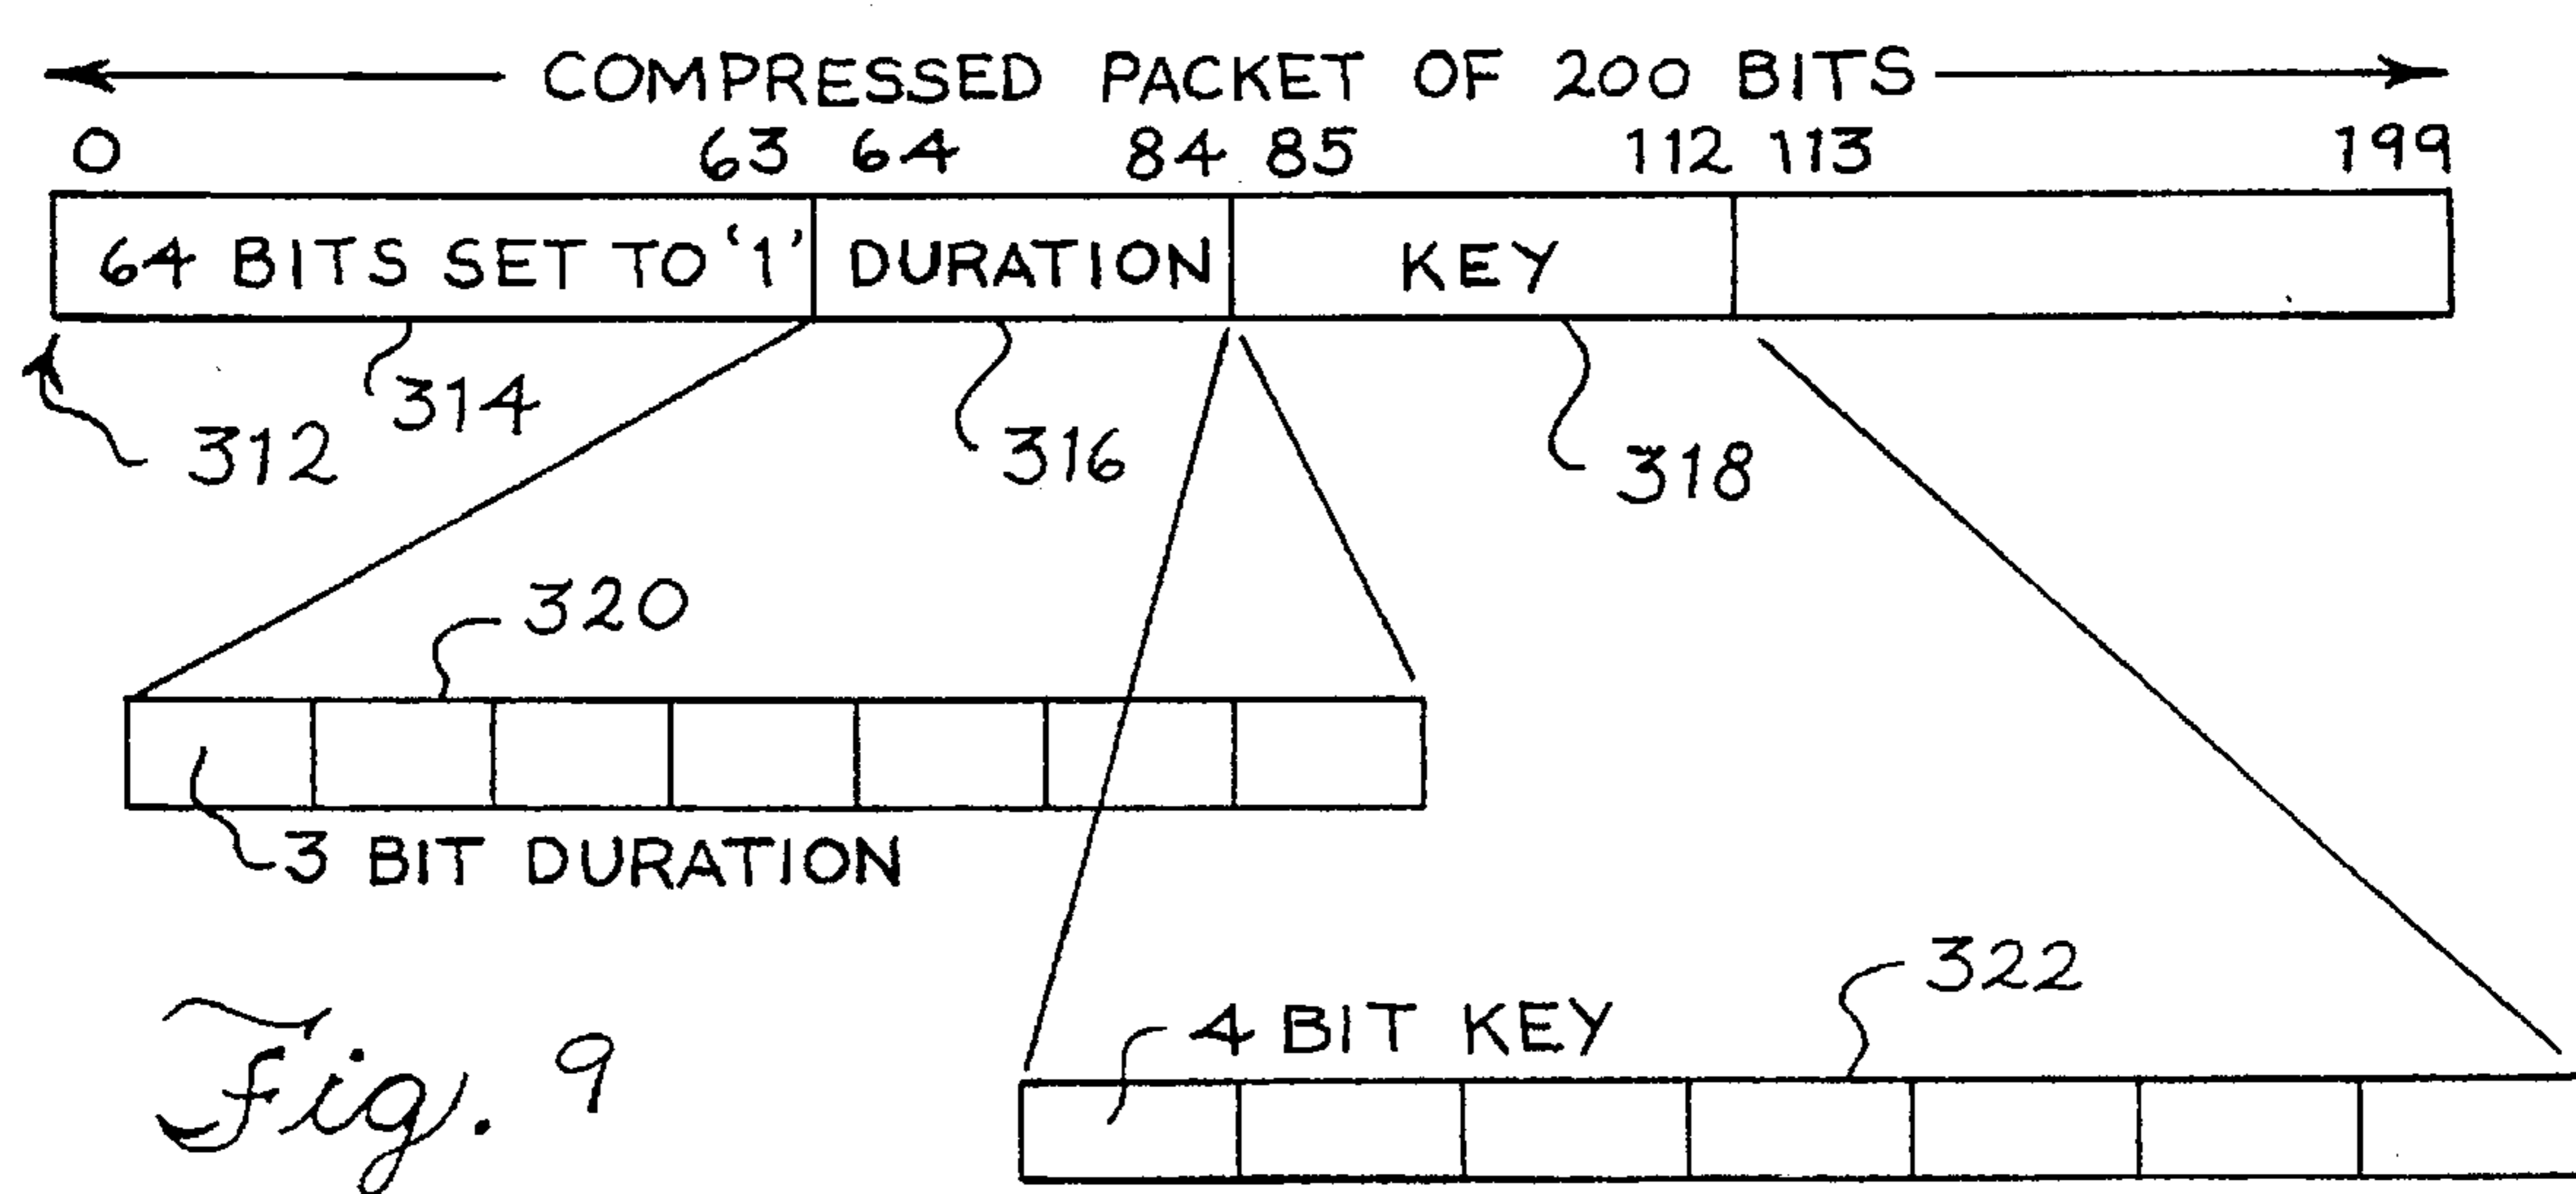 COMPRESSED PACKET OF 200 BITS
0 63 64 84 85 112 113 199
64 BITS SET TO '1' DURATION KEY
312 314 316 318
320
3 BIT DURATION
322
4 BIT KEY
Fig. 9